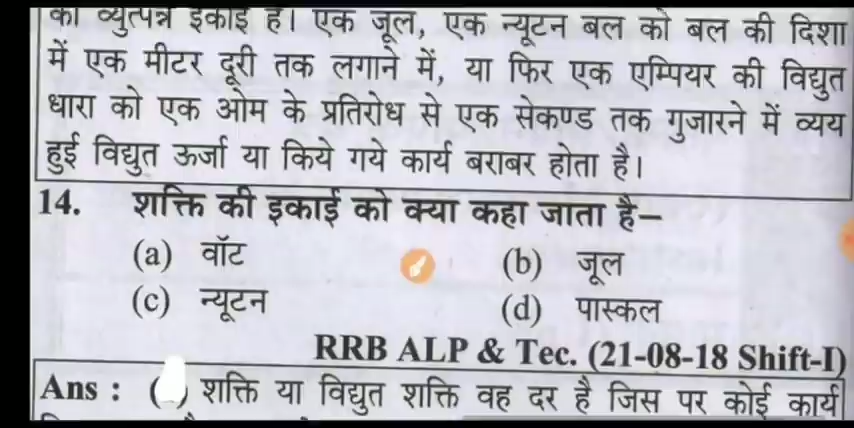 की व्युत्पन्न इकाई है। एक जूल, एक न्यूटन बल को बल की दिशा
में एक मीटर दूरी तक लगाने में, या फिर एक एम्पियर की विद्युत
धारा को एक ओम के प्रतिरोध से एक सेकण्ड तक गुजारने में व्यय
हुई विद्युत ऊर्जा या किये गये कार्य बराबर होता है।
14. शक्ति की इकाई को क्या कहा जाता है–
(a) वॉट (b) जूल
(c) न्यूटन (d) पास्कल
RRB ALP & Tec. (21-08-18 Shift-I)
Ans : ( ) शक्ति या विद्युत शक्ति वह दर है जिस पर कोई कार्य